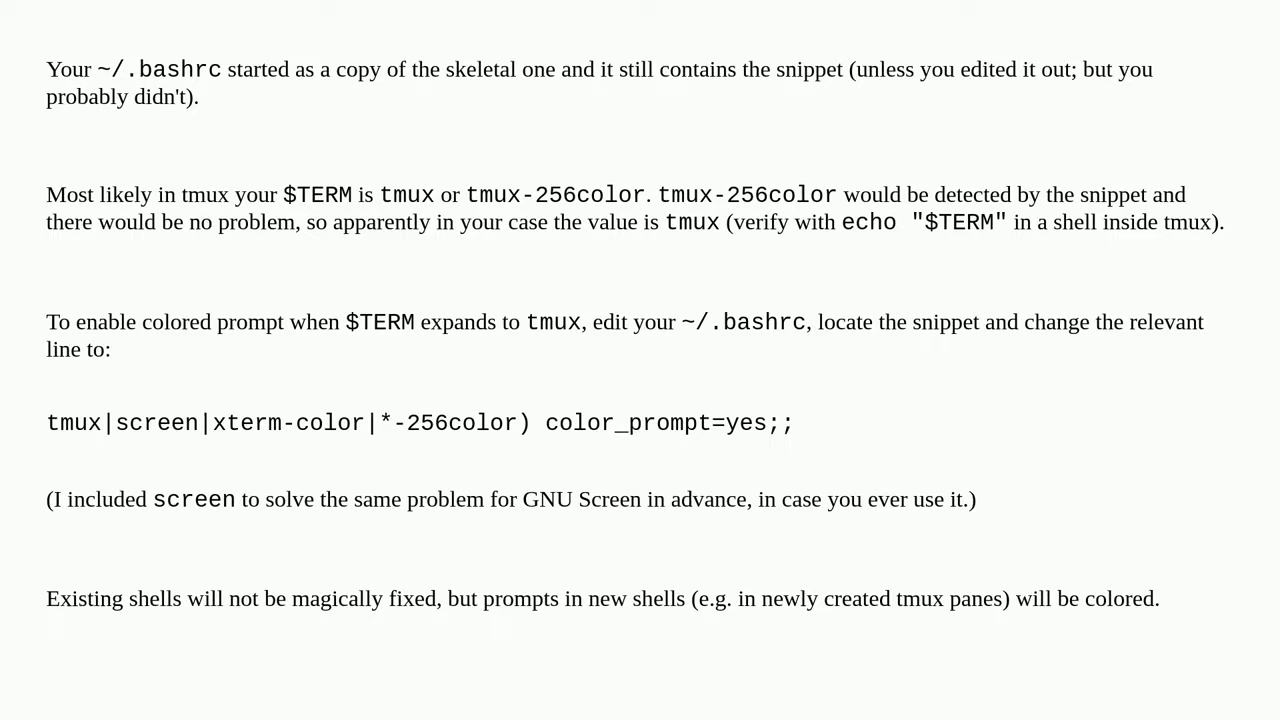 Your ~/.bashrc started as a copy of the skeletal one and it still contains the snippet (unless you edited it out; but you
probably didn't).
Most likely in tmux your $TERM is tmux or tmux-256color. tmux-256color would be detected by the snippet and
there would be no problem, so apparently in your case the value is tmux (verify with echo "$TERM" in a shell inside tmux).
To enable colored prompt when $TERM expands to tmux, edit your ~/.bashrc, locate the snippet and change the relevant
line to:
tmux|screen|xterm-color|*-256color) color_prompt=yes;;
(I included screen to solve the same problem for GNU Screen in advance, in case you ever use it.)
Existing shells will not be magically fixed, but prompts in new shells (e.g. in newly created tmux panes) will be colored.